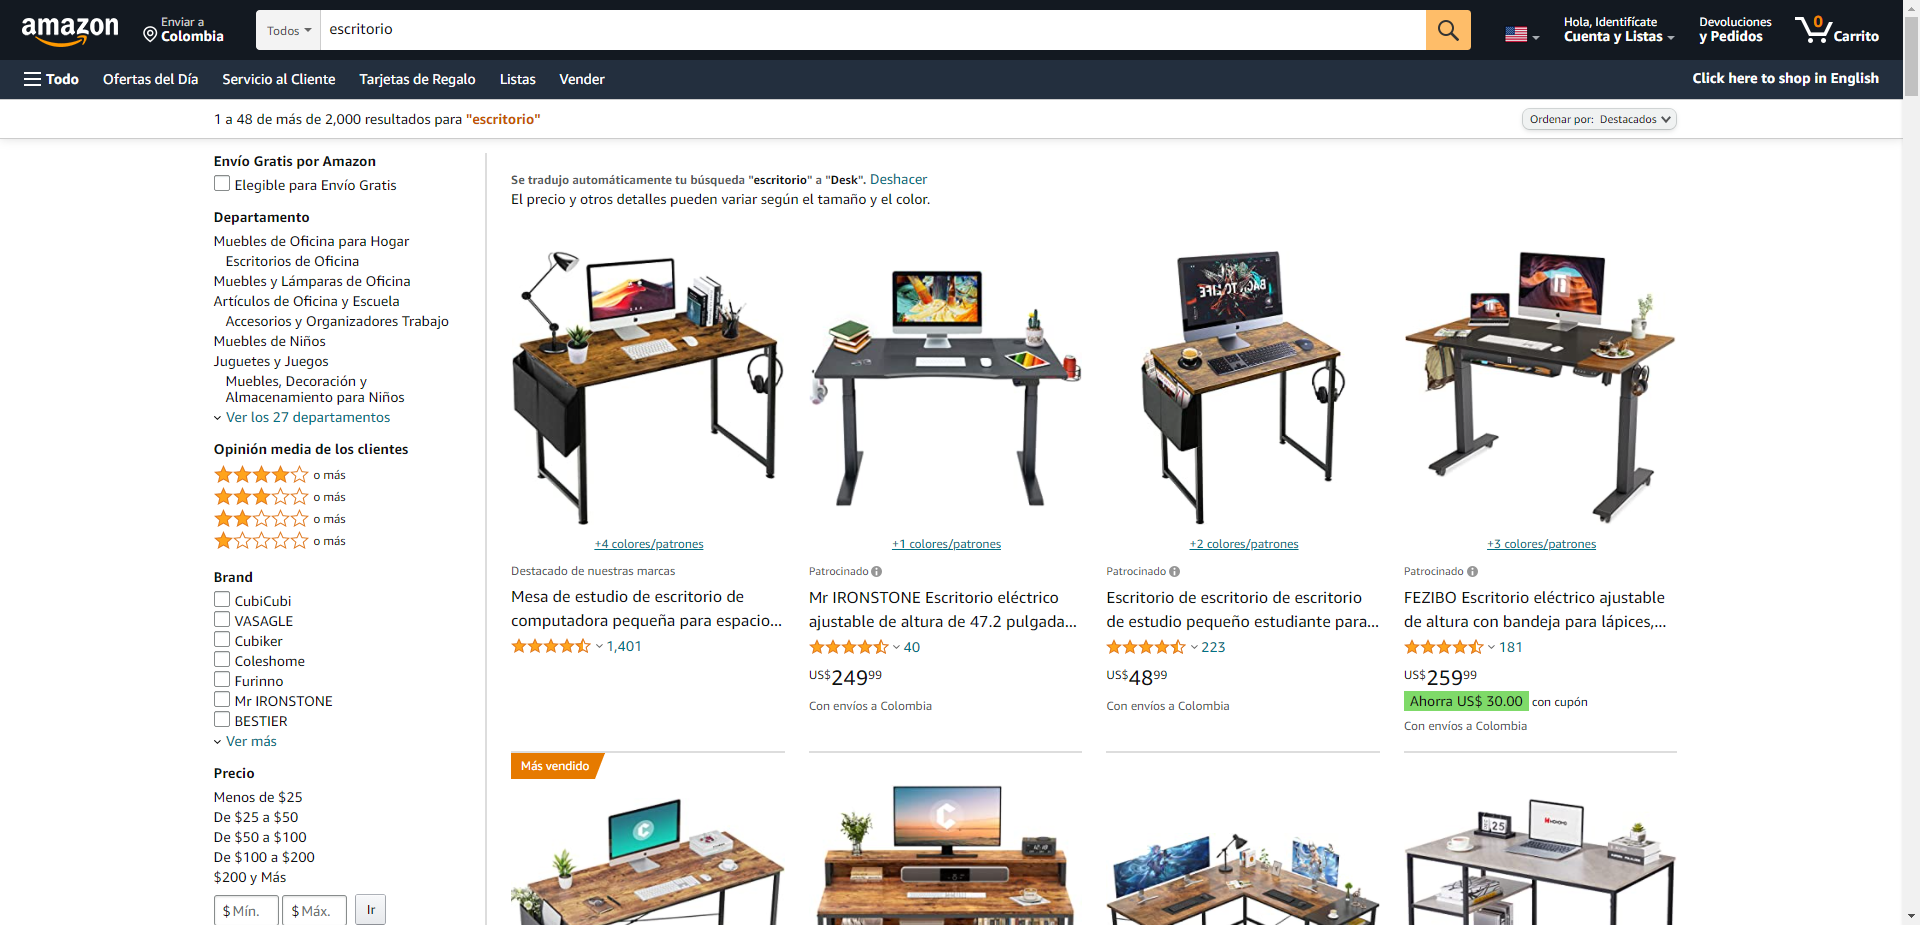 amazon
Enviar a
Colombia
Todos
escritorio
Hola, Identifícate
Cuenta y Listas
Devoluciones
y Pedidos
0
Carrito
Todo
Ofertas del Día
Servicio al Cliente
Tarjetas de Regalo
Listas
Vender
Click here to shop in English
1 a 48 de más de 2,000 resultados para "escritorio"
Ordenar por: Destacados
Envío Gratis por Amazon
Elegible para Envío Gratis
Departamento
Muebles de Oficina para Hogar
Escritorios de Oficina
Muebles y Lámparas de Oficina
Artículos de Oficina y Escuela
Accesorios y Organizadores Trabajo
Muebles de Niños
Juguetes y Juegos
Muebles, Decoración y
Almacenamiento para Niños
Ver los 27 departamentos
Opinión media de los clientes
o más
o más
o más
o más
Brand
CubiCubi
VASAGLE
Cubiker
Coleshome
Furinno
Mr IRONSTONE
BESTIER
Ver más
Precio
Menos de $25
De $25 a $50
De $50 a $100
De $100 a $200
$200 y Más
$ Mín.
$ Máx.
Ir
Se tradujo automáticamente tu búsqueda "escritorio" a "Desk". Deshacer
El precio y otros detalles pueden variar según el tamaño y el color.
+4 colores/patrones
Destacado de nuestras marcas
Mesa de estudio de escritorio de
computadora pequeña para espacio...
1,401
+1 colores/patrones
Patrocinado
Mr IRONSTONE Escritorio eléctrico
ajustable de altura de 47.2 pulgada...
40
US$24999
Con envíos a Colombia
BACK TO LIFE
+2 colores/patrones
Patrocinado
Escritorio de escritorio de escritorio
de estudio pequeño estudiante para...
223
US$4899
Con envíos a Colombia
+3 colores/patrones
Patrocinado
FEZIBO Escritorio eléctrico ajustable
de altura con bandeja para lápices,...
181
US$25999
Ahorra US$ 30.00 con cupón
Con envíos a Colombia
Más vendido
25